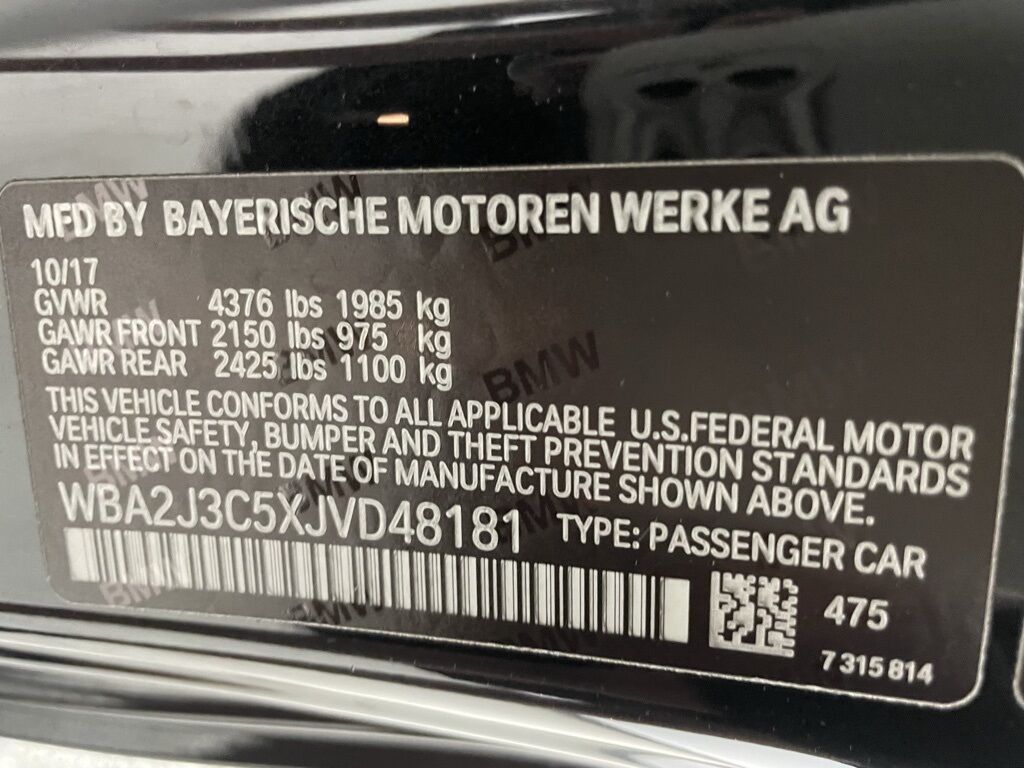 MFD BY BAYERISCHE MOTOREN WERKE AG
10/17
GVWR 4376 lbs 1985 kg
GAWR FRONT 2150 lbs 975 kg
GAWR REAR 2425 lbs 1100 kg
THIS VEHICLE CONFORMS TO ALL APPLICABLE U.S.FEDERAL MOTOR
VEHICLE SAFETY, BUMPER AND THEFT PREVENTION STANDARDS
IN EFFECT ON THE DATE OF MANUFACTURE SHOWN ABOVE.
WBA2J3C5XJVD48181 TYPE: PASSENGER CAR
475
7 315 814